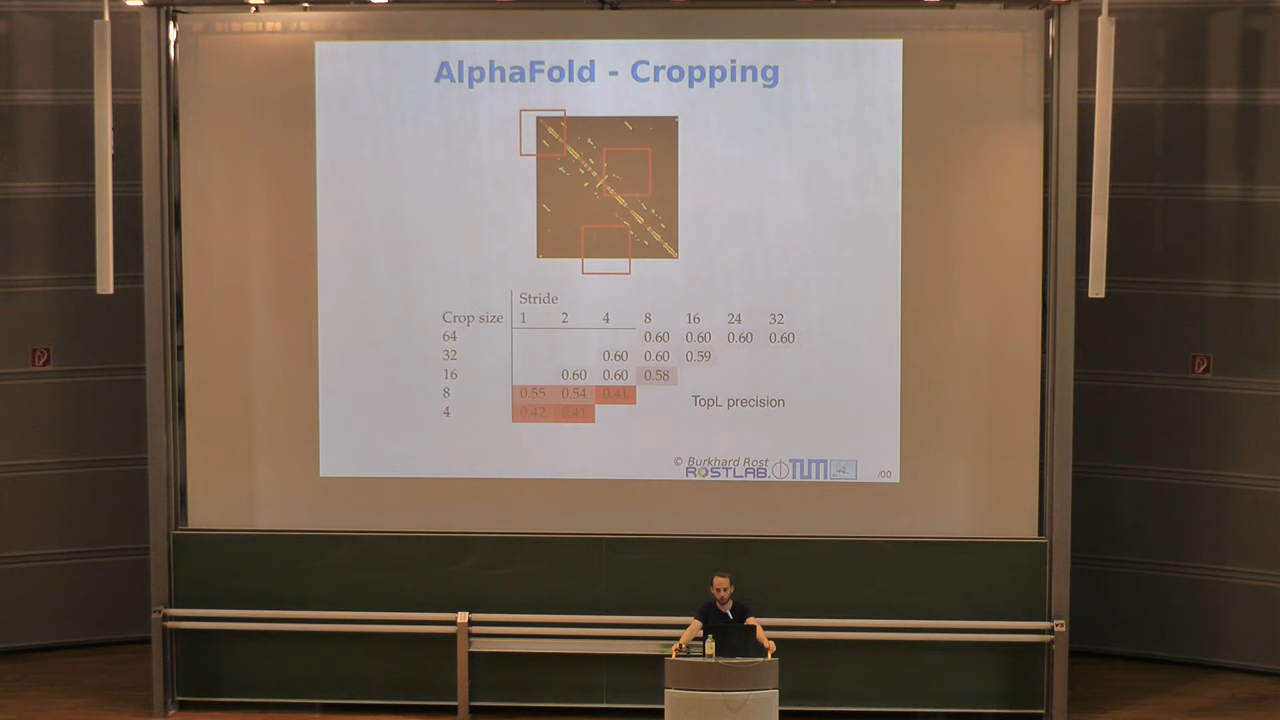 AlphaFold - Cropping
Stride
Crop size 1 2 4 8 16 24 32
64 0.60 0.60 0.60 0.60
32 0.60 0.60 0.59
16 0.60 0.60 0.58
8 0.55 0.54 0.41
4 0.42 0.41
TopL precision
© Burkhard Rost
ROSTLAB. TUM
/00